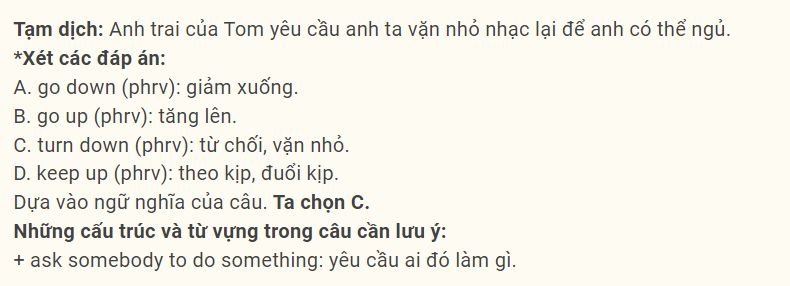 Tạm dịch: Anh trai của Tom yêu cầu anh ta vặn nhỏ nhạc lại để anh có thể ngủ.
*Xét các đáp án:
A. go down (phrv): giảm xuống.
B. go up (phrv): tăng lên.
C. turn down (phrv): từ chối, vặn nhỏ.
D. keep up (phrv): theo kịp, đuổi kịp.
Dựa vào ngữ nghĩa của câu. Ta chọn C.
Những cấu trúc và từ vựng trong câu cần lưu ý:
+ ask somebody to do something: yêu cầu ai đó làm gì.